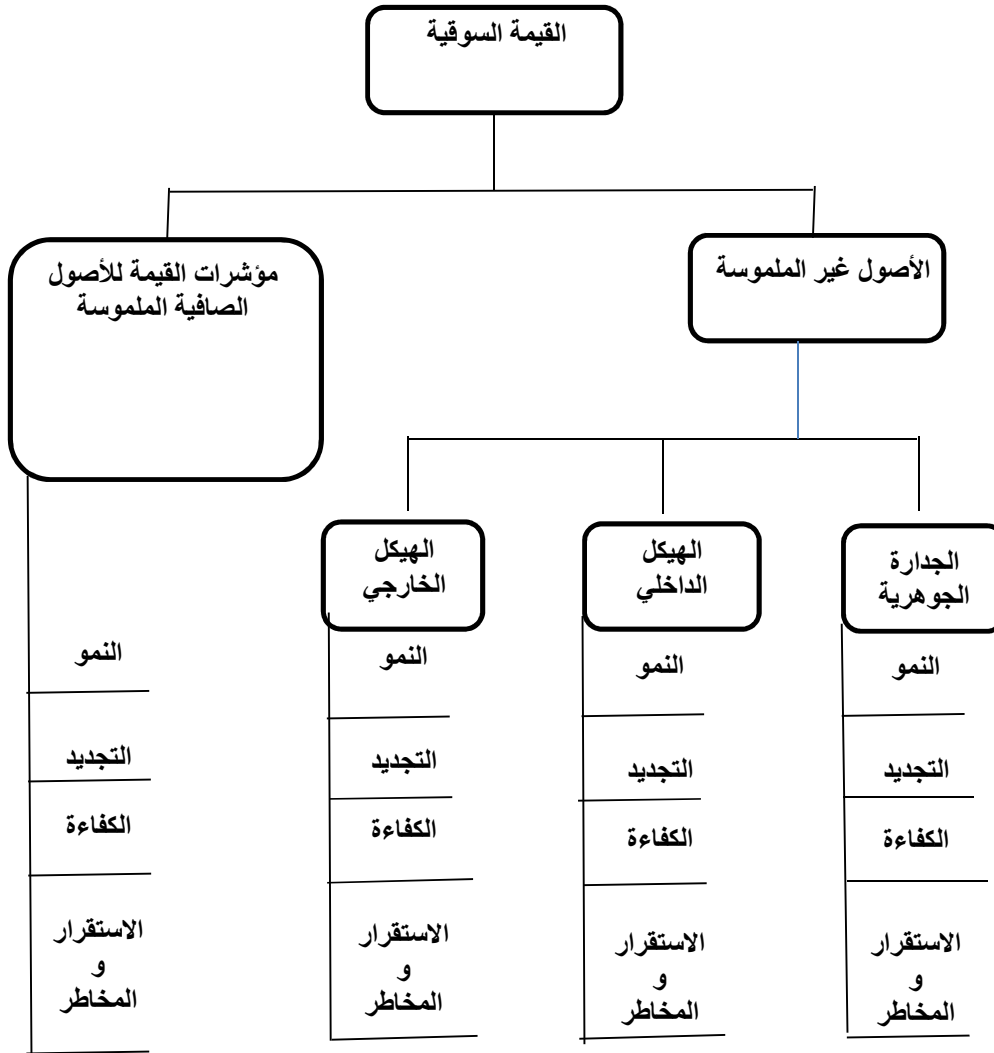 القيمة السوقية
الأصول غير الملموسة
مؤشرات القيمة للأصول
الصافية الملموسة
الجدارة
الجوهرية
الهيكل
الداخلي
الهيكل
الخارجي
النمو
التجديد
الكفاءة
الاستقرار
و
المخاطر
النمو
التجديد
الكفاءة
الاستقرار
و
المخاطر
النمو
التجديد
الكفاءة
الاستقرار
و
المخاطر
النمو
التجديد
الكفاءة
الاستقرار
و
المخاطر